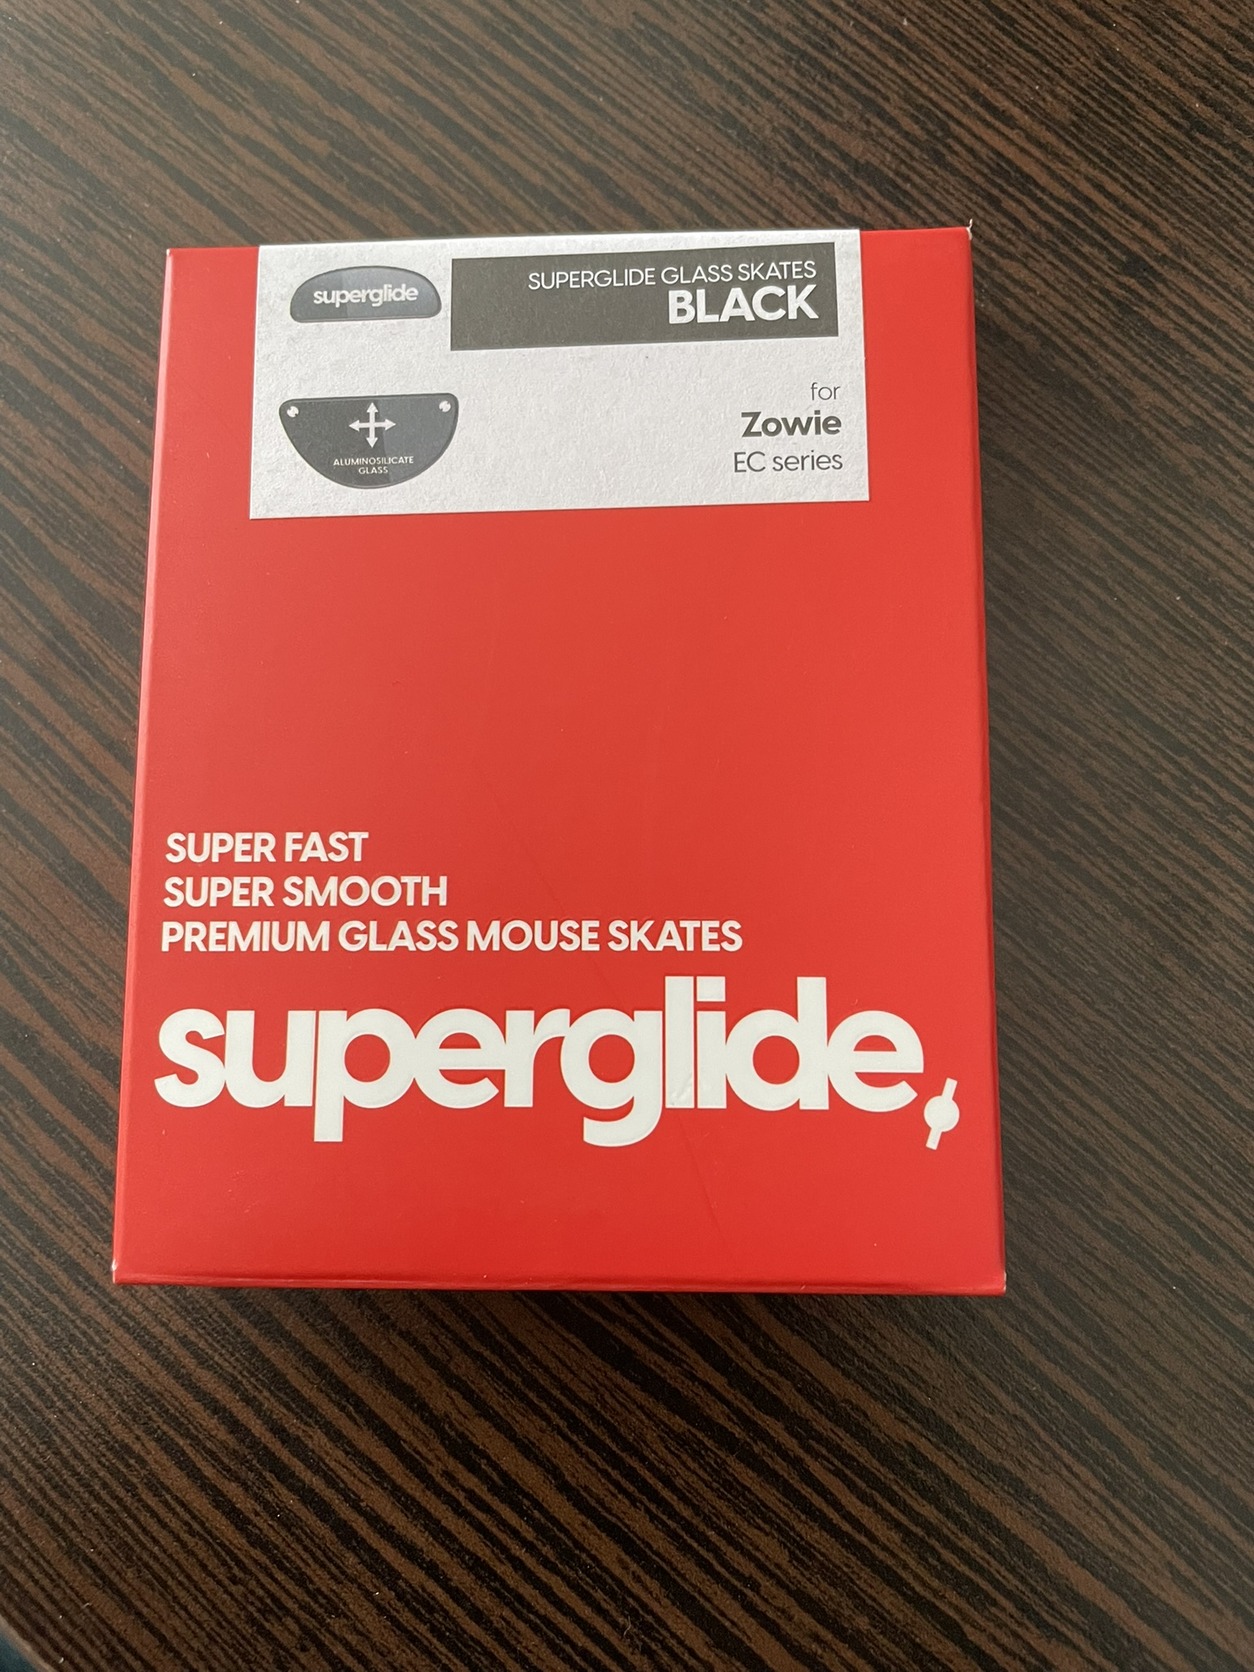 superglide
SUPERGLIDE GLASS SKATES
BLACK
ALUMINOSILICATE
GLASS
for
Zowie
EC series
SUPER FAST
SUPER SMOOTH
PREMIUM GLASS MOUSE SKATES
superglide